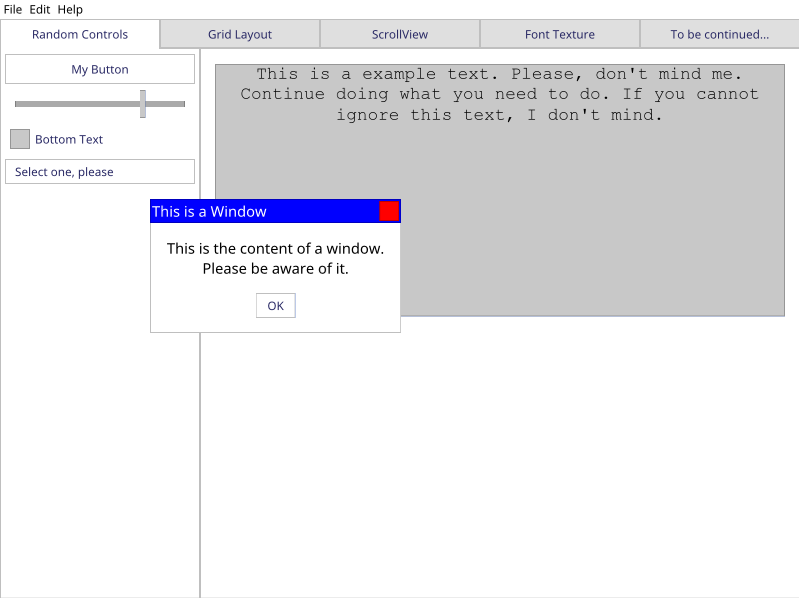 File Edit Help
Random Controls Grid Layout ScrollView Font Texture To be continued...
My Button
Bottom Text
Select one, please
This is a example text. Please, don't mind me.
Continue doing what you need to do. If you cannot
ignore this text, I don't mind.
This is a Window
This is the content of a window.
Please be aware of it.
OK